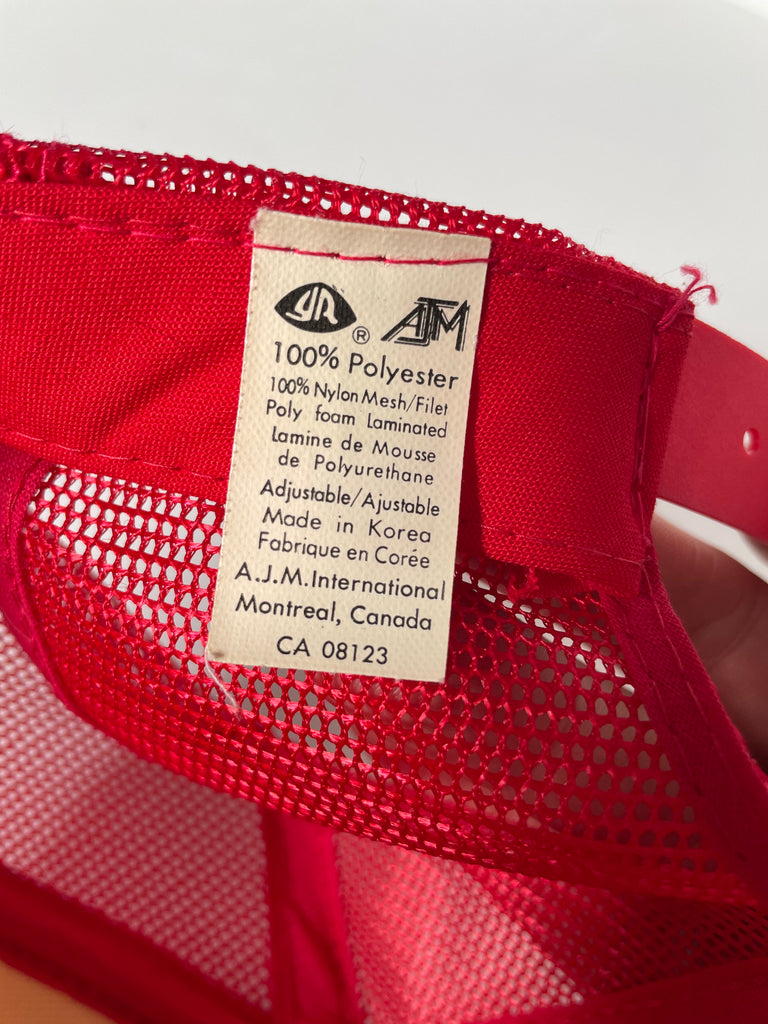 YA ® AJM
100% Polyester
100% Nylon Mesh/Filet
Poly foam Laminated
Lamine de Mousse
de Polyurethane
Adjustable/Ajustable
Made in Korea
Fabrique en Corée
A.J.M.International
Montreal, Canada
CA 08123